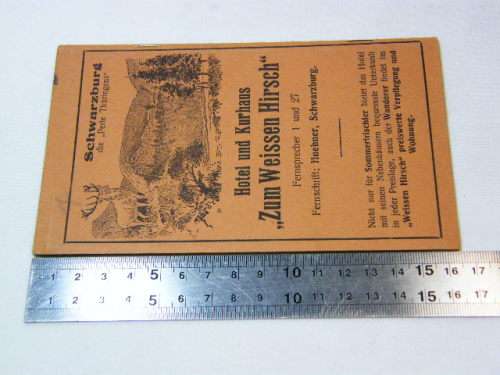 Schwarzburg
die „Perle Thüringens"
Hotel und Kurhaus
„Zum Weissen Hirsch"
Fernsprecher 1 und 27
Fernschrift: Huebner, Schwarzburg.
Nicht nur für Sommerfrischler bietet das Hotel
mit seinen Nebenhäusern bequemste Unterkunft
in jeder Preislage, auch der Wanderer findet im
„Weissen Hirsch" preiswerte Verpflegung und
Wohnung.
1 2 3 4 5 6 7 8 9 10 11 12 13 14 15 16 17
1 2 3 4 5 6 7 8 9 10 11 12 13 14 15 16 17